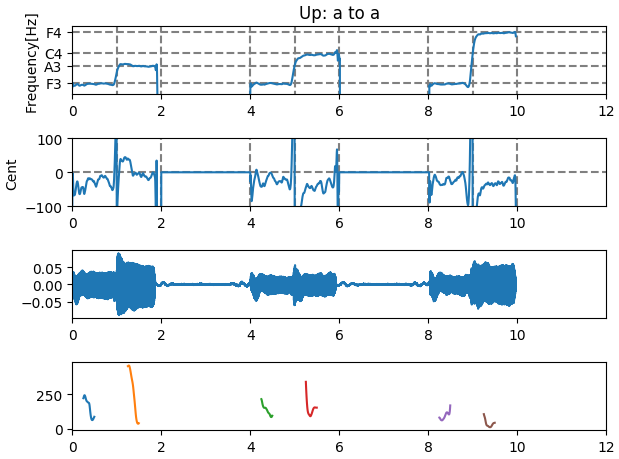 Up: a to a
Frequency[Hz]
F4
C4
A3
F3
0 2 4 6 8 10 12
Cent
100
0
−100
0 2 4 6 8 10 12
0.05
0.00
−0.05
0 2 4 6 8 10 12
250
0
0 2 4 6 8 10 12